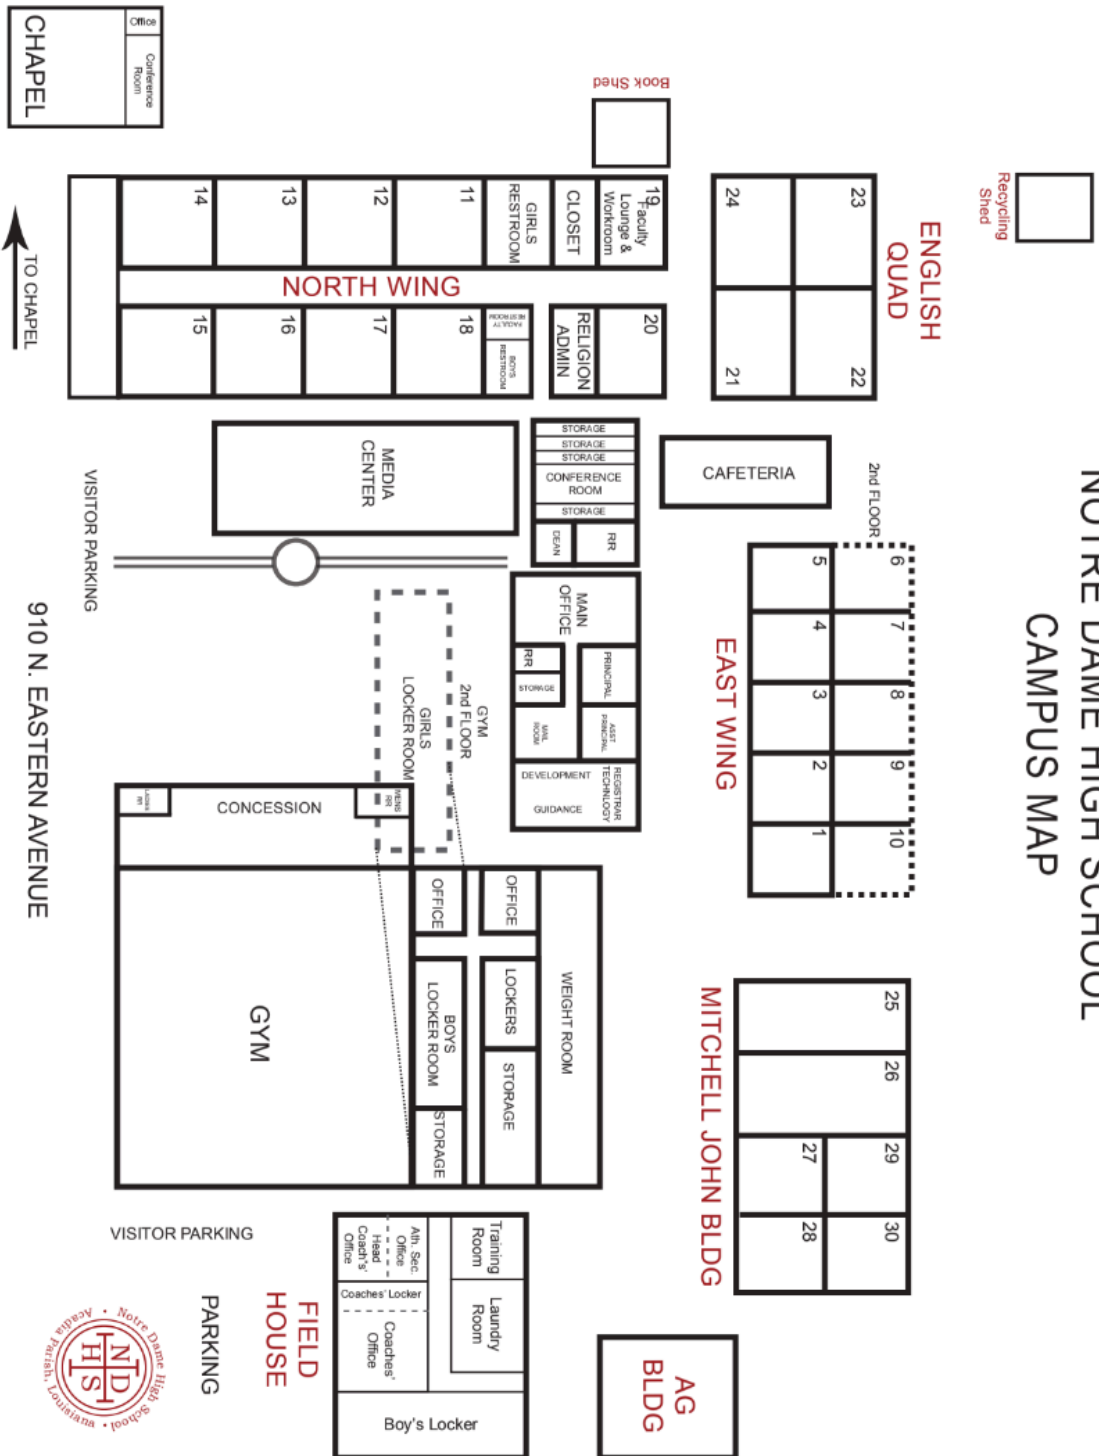 NOTRE DAME HIGH SCHOOL
CAMPUS MAP
Recycling
Shed
ENGLISH
QUAD
23
22
24
21
Book Shed
19
Faculty
Lounge &
Workroom
CLOSET
GIRLS
RESTROOM
11
12
13
14
NORTH WING
20
RELIGION
ADMIN
FACULTY
RESTROOM
BOYS
RESTROOM
18
17
16
15
Office
Conference
Room
CHAPEL
TO CHAPEL
CAFETERIA
STORAGE
STORAGE
STORAGE
CONFERENCE
ROOM
STORAGE
DEAN
RR
MEDIA
CENTER
VISITOR PARKING
2nd FLOOR
6
7
8
9
10
5
4
3
2
1
EAST WING
MAIN
OFFICE
RR
STORAGE
PRINCIPAL
MAIL
ROOM
ASST
PRINCIPAL
DEVELOPMENT
GUIDANCE
REGISTRAR
TECHNLOGY
GYM
2nd FLOOR
GIRLS
LOCKER ROOM
LADIES
RR
CONCESSION
MENS
RR
OFFICE
OFFICE
WEIGHT ROOM
LOCKERS
BOYS
LOCKER ROOM
STORAGE
STORAGE
GYM
910 N. EASTERN AVENUE
25
26
29
30
27
28
MITCHELL JOHN BLDG
VISITOR PARKING
PARKING
FIELD
HOUSE
Ath. Sec.
Office
Head
Coach's'
Office
Training
Room
Laundry
Room
Coaches' Locker
Coaches'
Office
Boy's Locker
AG
BLDG
Notre Dame High School •
Acadia Parish, Louisiana •
N D
H S